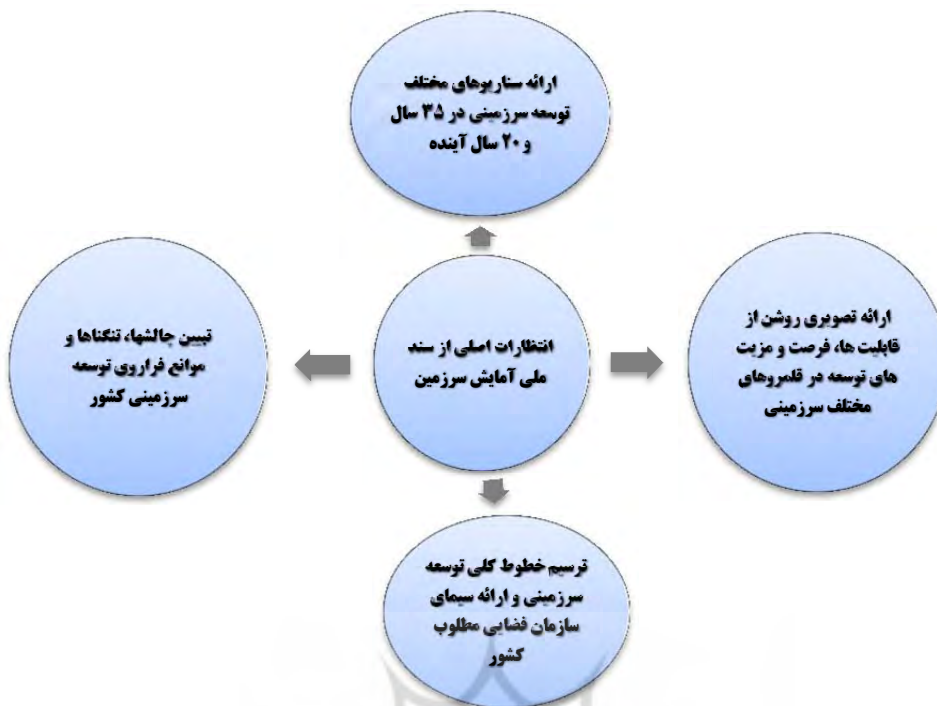 ارائه سناریوهای مختلف
توسعه سرزمینی در ۳۵ سال
و ۲۰ سال آینده
ارائه تصویری روشن از
قابلیت ها، فرصت و مزیت
های توسعه در قلمروهای
مختلف سرزمینی
انتظارات اصلی از سند
ملی آمایش سرزمین
تبیین چالشها، تنگناها و
موانع فراروی توسعه
سرزمینی کشور
ترسیم خطوط کلی توسعه
سرزمینی و ارائه سیمای
سازمان فضایی مطلوب
کشور